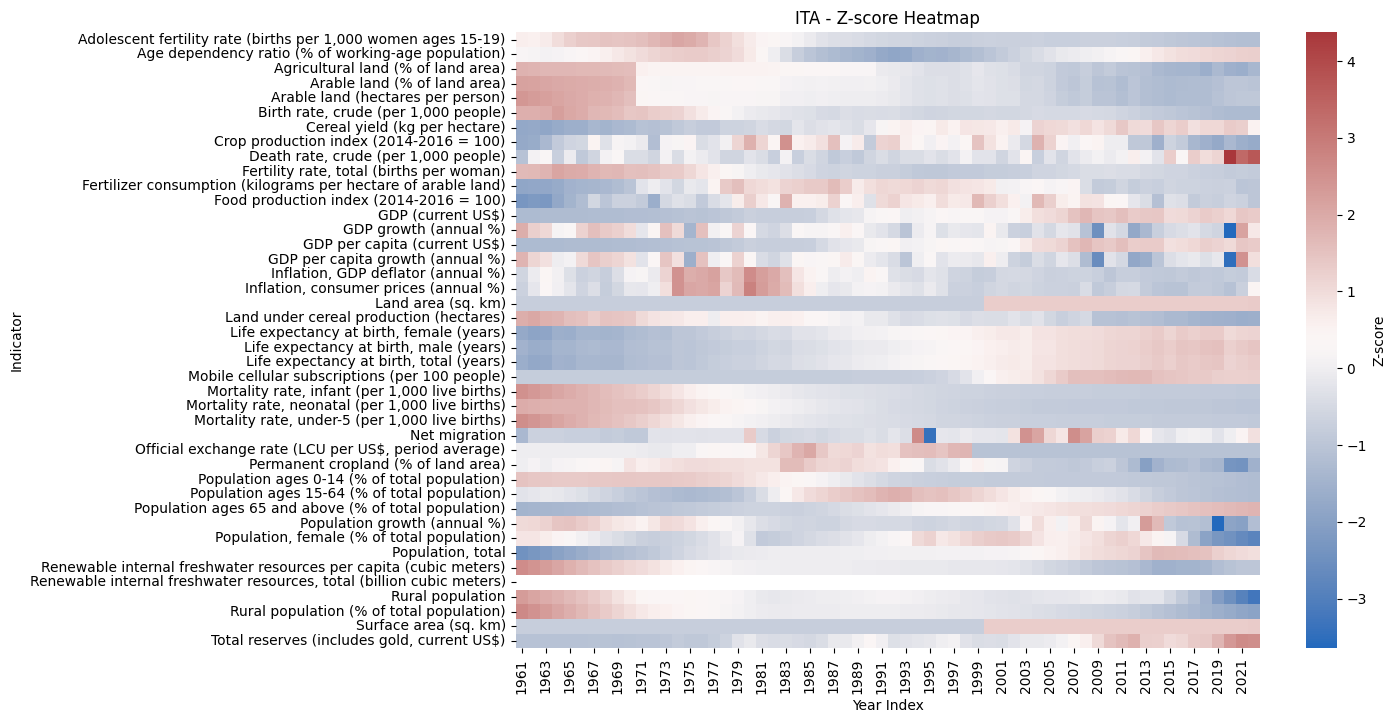 ITA - Z-score Heatmap
Adolescent fertility rate (births per 1,000 women ages 15-19)
Age dependency ratio (% of working-age population)
Agricultural land (% of land area)
Arable land (% of land area)
Arable land (hectares per person)
Birth rate, crude (per 1,000 people)
Cereal yield (kg per hectare)
Crop production index (2014-2016 = 100)
Death rate, crude (per 1,000 people)
Fertility rate, total (births per woman)
Fertilizer consumption (kilograms per hectare of arable land)
Food production index (2014-2016 = 100)
GDP (current US$)
GDP growth (annual %)
GDP per capita (current US$)
GDP per capita growth (annual %)
Inflation, GDP deflator (annual %)
Inflation, consumer prices (annual %)
Land area (sq. km)
Land under cereal production (hectares)
Life expectancy at birth, female (years)
Life expectancy at birth, male (years)
Life expectancy at birth, total (years)
Mobile cellular subscriptions (per 100 people)
Mortality rate, infant (per 1,000 live births)
Mortality rate, neonatal (per 1,000 live births)
Mortality rate, under-5 (per 1,000 live births)
Net migration
Official exchange rate (LCU per US$, period average)
Permanent cropland (% of land area)
Population ages 0-14 (% of total population)
Population ages 15-64 (% of total population)
Population ages 65 and above (% of total population)
Population growth (annual %)
Population, female (% of total population)
Population, total
Renewable internal freshwater resources per capita (cubic meters)
Renewable internal freshwater resources, total (billion cubic meters)
Rural population
Rural population (% of total population)
Surface area (sq. km)
Total reserves (includes gold, current US$)
Indicator
1961 1963 1965 1967 1969 1971 1973 1975 1977 1979 1981 1983 1985 1987 1989 1991 1993 1995 1997 1999 2001 2003 2005 2007 2009 2011 2013 2015 2017 2019 2021
Year Index
4
3
2
1
0
−1
−2
−3
Z-score